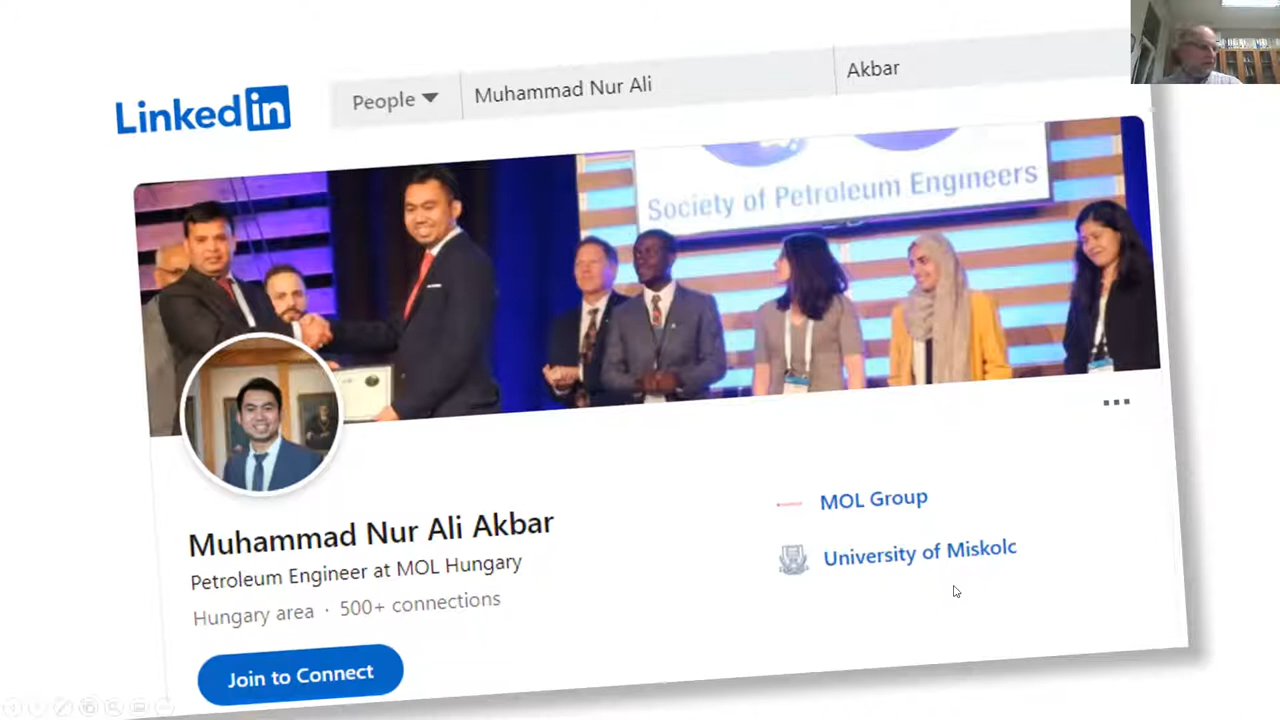 LinkedIn
People
Muhammad Nur Ali
Akbar
Society of Petroleum Engineers
Muhammad Nur Ali Akbar
Petroleum Engineer at MOL Hungary
Hungary area · 500+ connections
Join to Connect
MOL Group
University of Miskolc